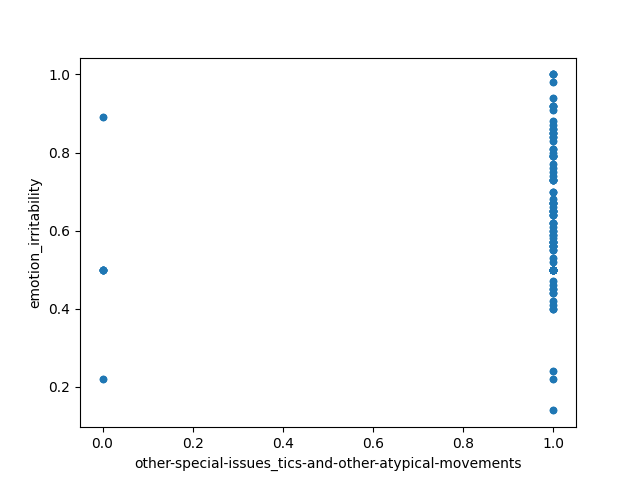 1.0
0.8
0.6
0.4
0.2
emotion_irritability
0.0 0.2 0.4 0.6 0.8 1.0
other-special-issues_tics-and-other-atypical-movements